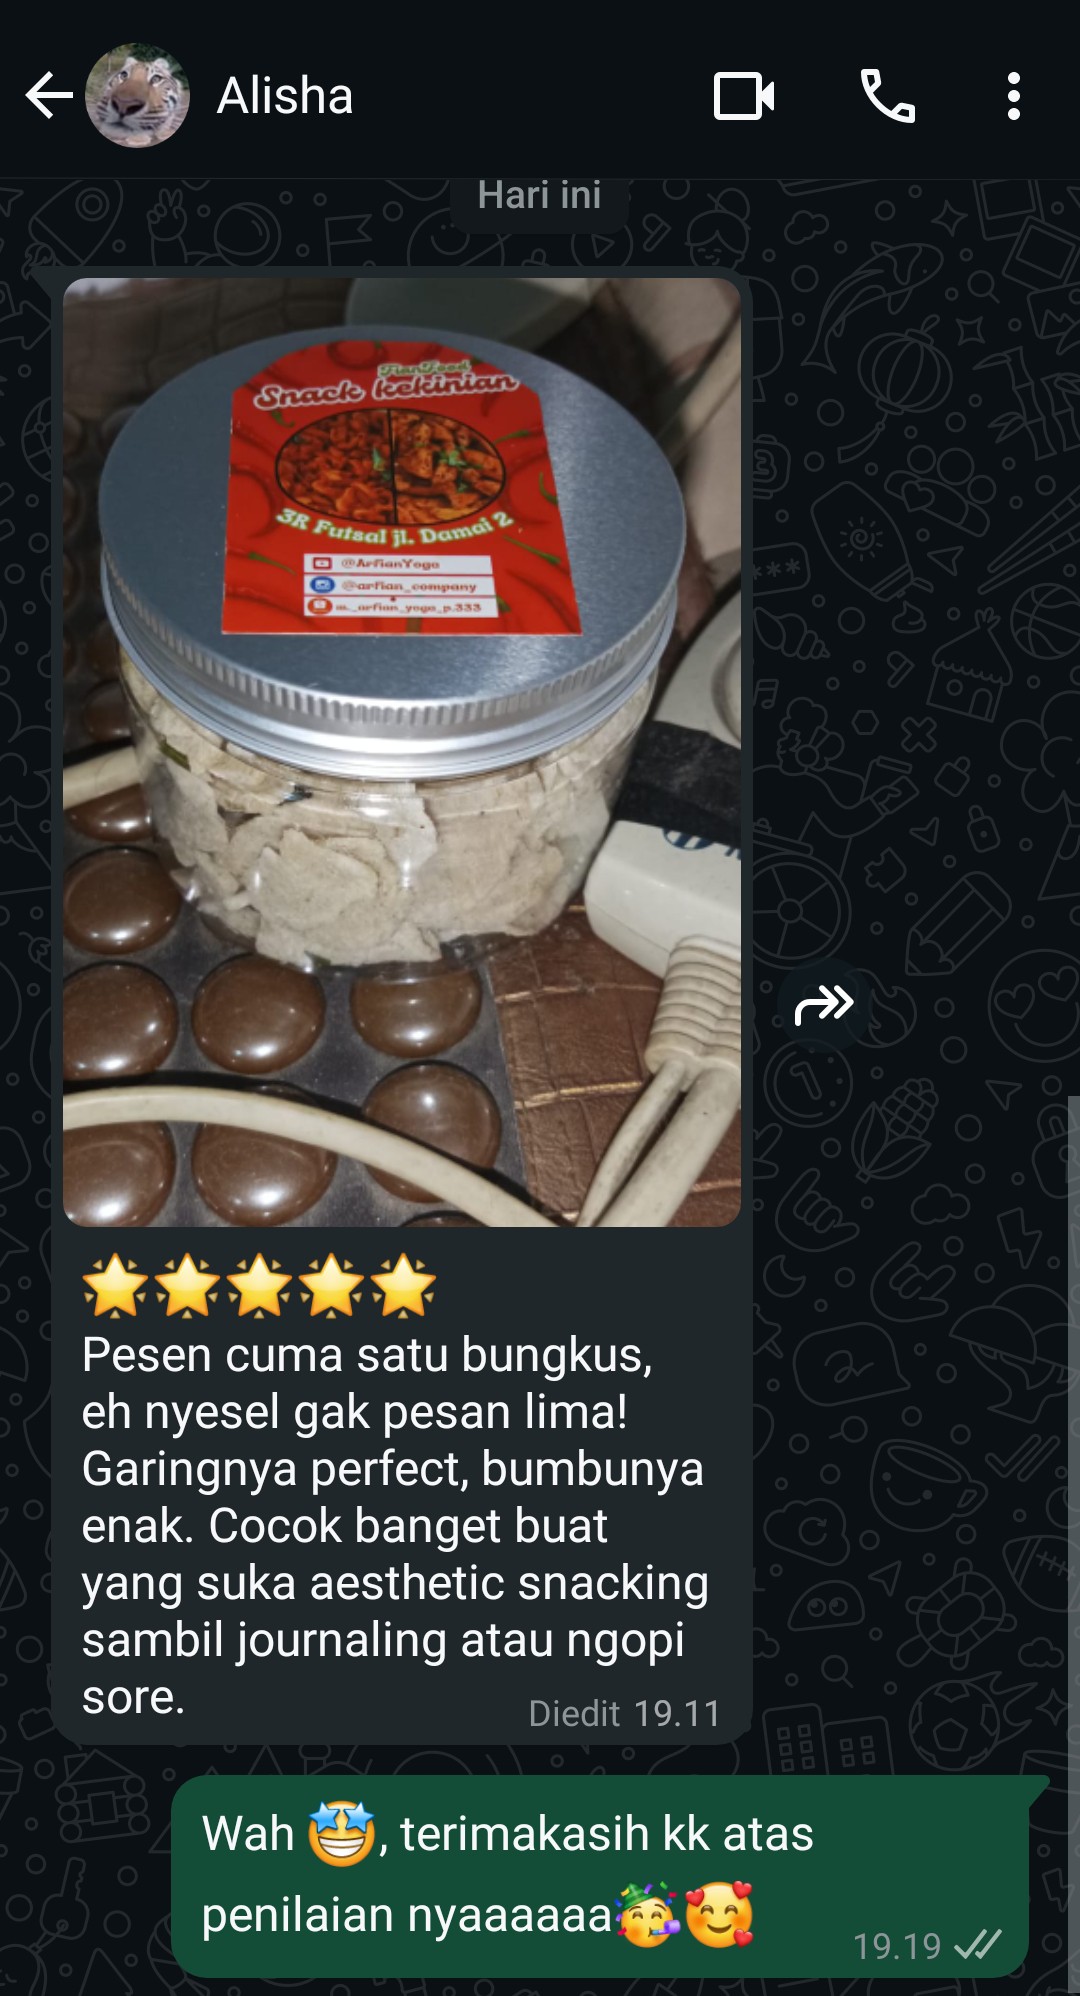 Alisha
Hari ini
FianFood
Snack kekinian
3R Futsal jl. Damai 2
@ArfianYoga
@arfian_company
m._arfian_yoga_p.333
🌟🌟🌟🌟🌟
Pesen cuma satu bungkus,
eh nyesel gak pesan lima!
Garingnya perfect, bumbunya
enak. Cocok banget buat
yang suka aesthetic snacking
sambil journaling atau ngopi
sore.
Diedit 19.11
Wah 🤩, terimakasih kk atas
penilaian nyaaaaaa🥳🥰
19.19